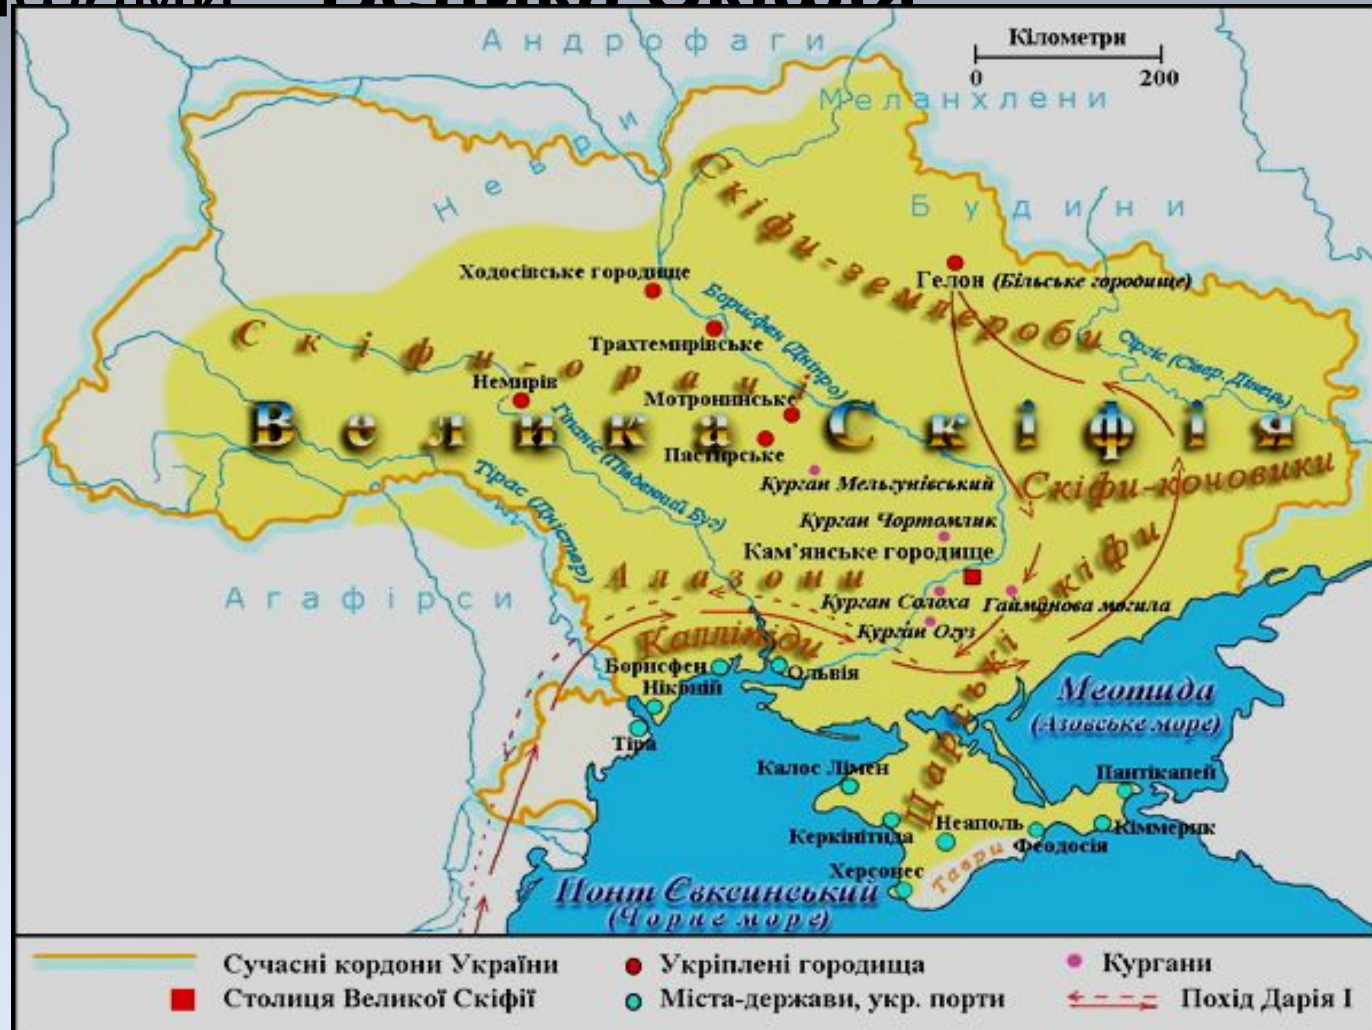 Андрофаги
Кілометри
0 200
Меланхлени
Неври
Будини
Скіфи-землероби
Ходосівське городище
Гелон (Більське городище)
Борисфен (Дніпро)
Трахтемирівське
Сіргіс (Сівер. Дінець)
Скіфи-орачі
Немирів
Мотронинське
Велика Скіфія
Пастирське
Гіпаніс (Південний Буг)
Тірас (Дністер)
Курган Мельгунівський
Скіфи-кочовики
Курган Чортомлик
Кам'янське городище
Царські скіфи
Алазони
Агафірси
Курган Солоха
Гайманова могила
Курган Огуз
Калліпіди
Борисфен
Ольвія
Ніконій
Тіра
Меотида
(Азовське море)
Калос Лімен
Пантікапей
Керкінітида
Неаполь
Феодосія
Кіммерик
Херсонес
Таври
Понт Євксинський
(Чорне море)
Сучасні кордони України
Укріплені городища
Кургани
Столиця Великої Скіфії
Міста-держави, укр. порти
Похід Дарія І